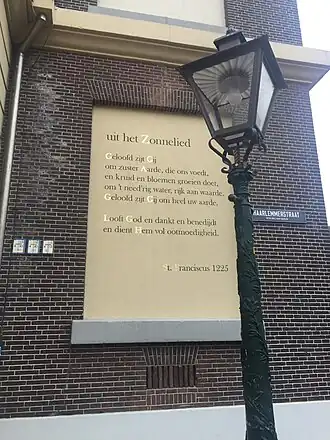 uit het Zonnelied
Geloofd zijt Gij
om zuster Aarde, die ons voedt,
en kruid en bloemen groeien doet,
om 't need'rig water, rijk aan waarde.
Geloofd zijt Gij om heel uw aarde.
Looft God en dankt en benedijdt
en dient Hem vol ootmoedigheid.
St. Franciscus 1225
HAARLEMMERSTRAAT